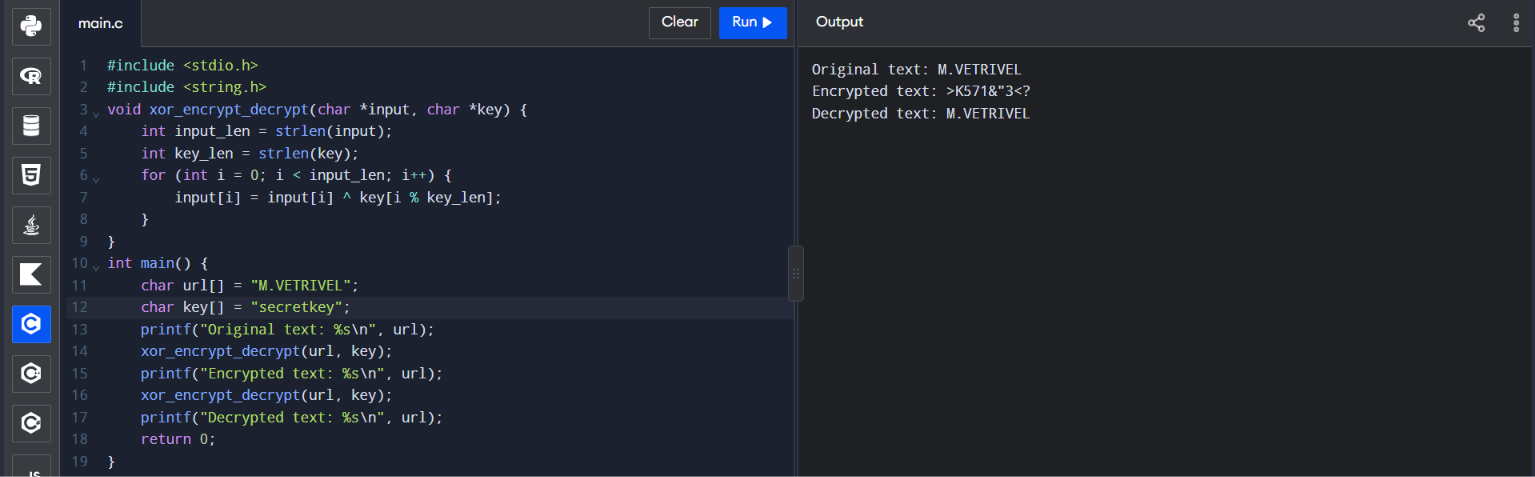 main.c
Clear
Run
Output
1 #include <stdio.h>
2 #include <string.h>
3 void xor_encrypt_decrypt(char *input, char *key) {
4     int input_len = strlen(input);
5     int key_len = strlen(key);
6     for (int i = 0; i < input_len; i++) {
7         input[i] = input[i] ^ key[i % key_len];
8     }
9 }
10 int main() {
11     char url[] = "M.VETRIVEL";
12     char key[] = "secretkey";
13     printf("Original text: %s\n", url);
14     xor_encrypt_decrypt(url, key);
15     printf("Encrypted text: %s\n", url);
16     xor_encrypt_decrypt(url, key);
17     printf("Decrypted text: %s\n", url);
18     return 0;
19 }
Original text: M.VETRIVEL
Encrypted text: >K571&"3<?
Decrypted text: M.VETRIVEL